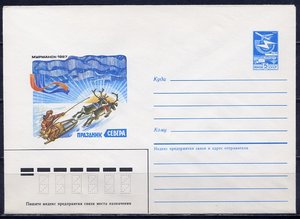 МУРМАНСК-1987
ПРАЗДНИК СЕВЕРА
Куда
Кому
Индекс предприятия связи и адрес отправителя
Пишите индекс предприятия связи места назначения